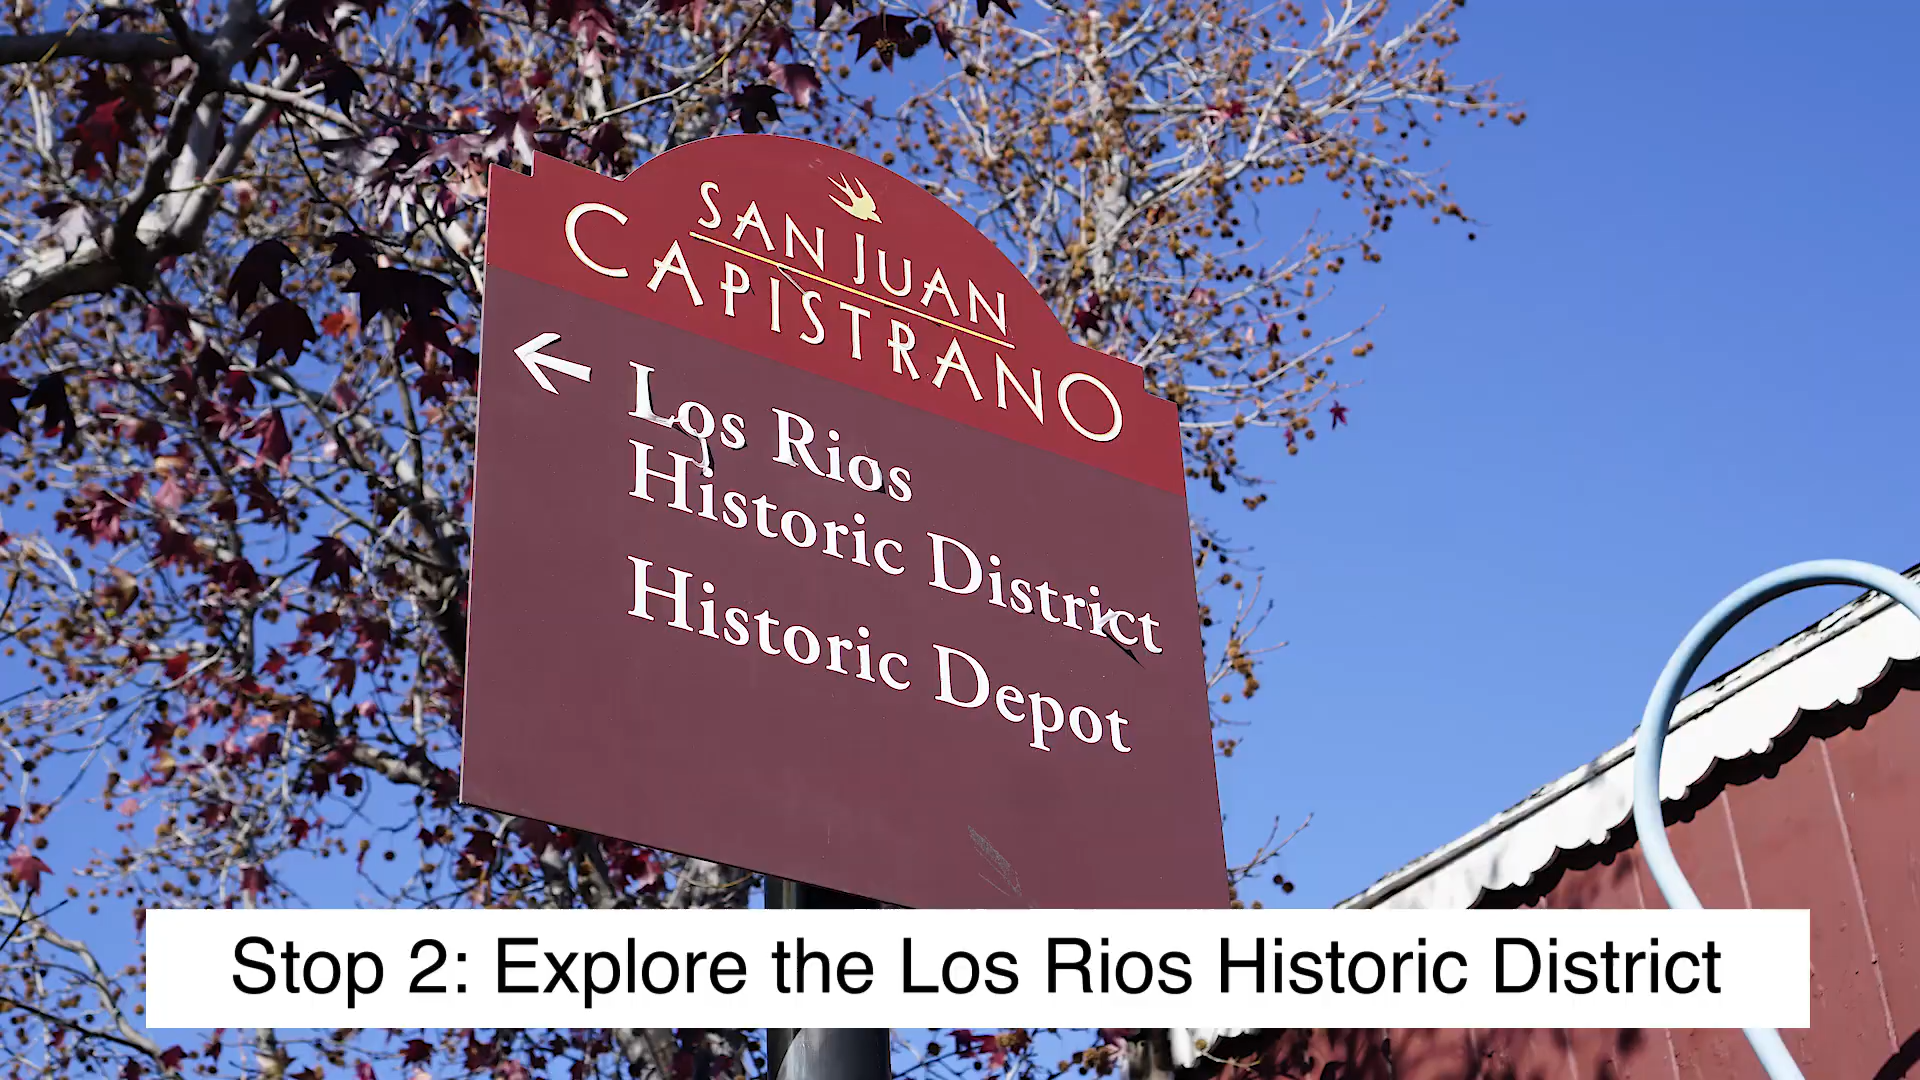 SAN JUAN
CAPISTRANO
← Los Rios
Historic District
Historic Depot
Stop 2: Explore the Los Rios Historic District